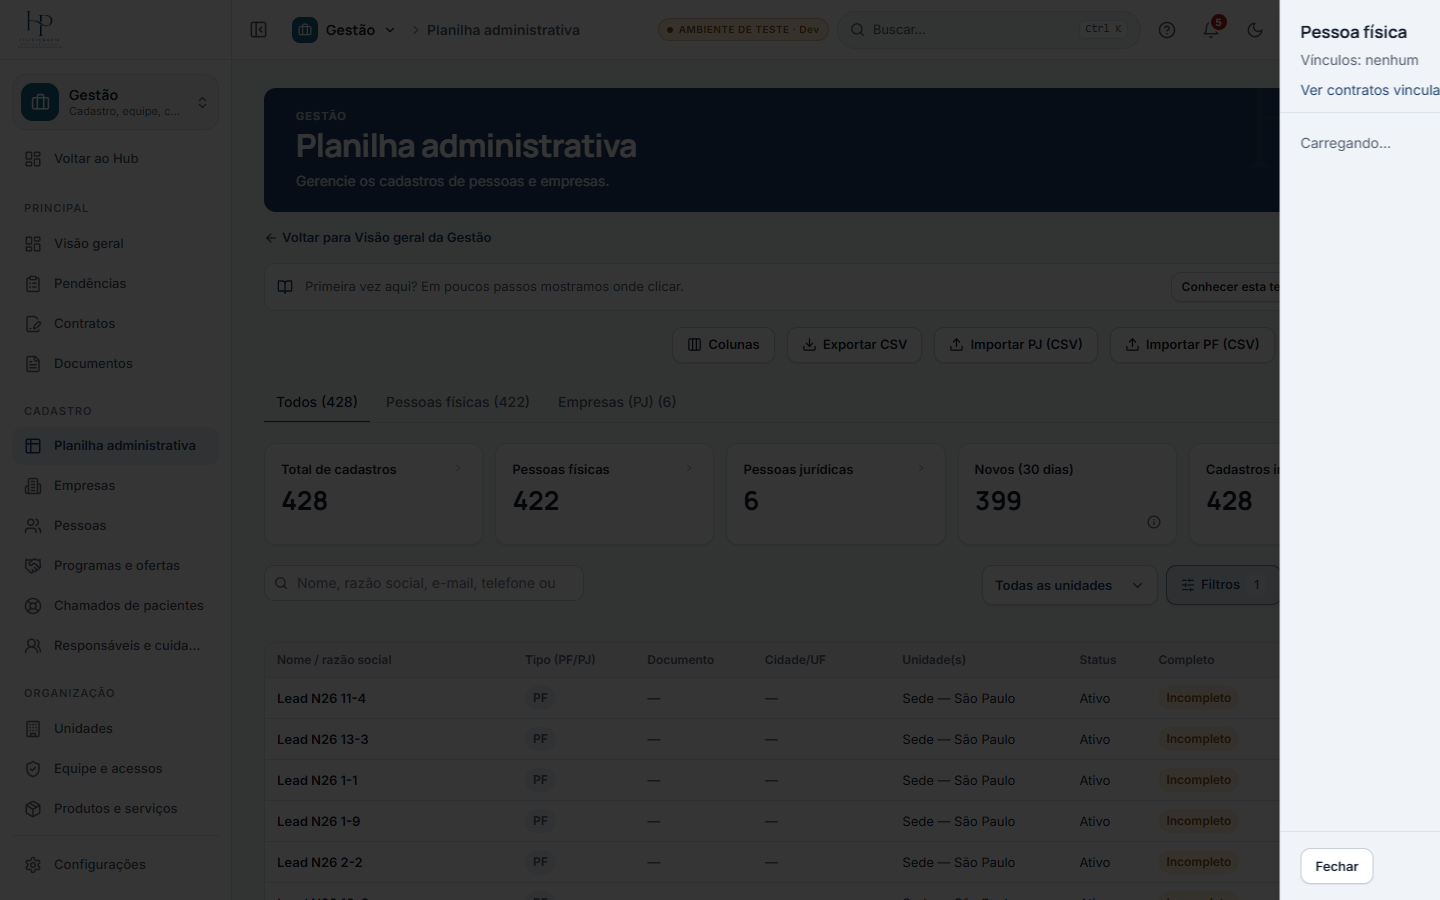 HP
Gestão
Cadastro, equipe, c...
Voltar ao Hub
PRINCIPAL
Visão geral
Pendências
Contratos
Documentos
CADASTRO
Planilha administrativa
Empresas
Pessoas
Programas e ofertas
Chamados de pacientes
Responsáveis e cuida...
ORGANIZAÇÃO
Unidades
Equipe e acessos
Produtos e serviços
Configurações
Gestão
Planilha administrativa
AMBIENTE DE TESTE · Dev
Buscar...
Ctrl K
5
GESTÃO
Planilha administrativa
Gerencie os cadastros de pessoas e empresas.
Voltar para Visão geral da Gestão
Primeira vez aqui? Em poucos passos mostramos onde clicar.
Conhecer esta te
Colunas
Exportar CSV
Importar PJ (CSV)
Importar PF (CSV)
Todos (428)
Pessoas físicas (422)
Empresas (PJ) (6)
Total de cadastros
428
Pessoas físicas
422
Pessoas jurídicas
6
Novos (30 dias)
399
Cadastros i
428
Nome, razão social, e-mail, telefone ou
Todas as unidades
Filtros 1
Nome / razão social Tipo (PF/PJ) Documento Cidade/UF Unidade(s) Status Completo
Lead N26 11-4 PF — — Sede — São Paulo Ativo Incompleto
Lead N26 13-3 PF — — Sede — São Paulo Ativo Incompleto
Lead N26 1-1 PF — — Sede — São Paulo Ativo Incompleto
Lead N26 1-9 PF — — Sede — São Paulo Ativo Incompleto
Lead N26 2-2 PF — — Sede — São Paulo Ativo Incompleto
Pessoa física
Vínculos: nenhum
Ver contratos vincula
Carregando...
Fechar